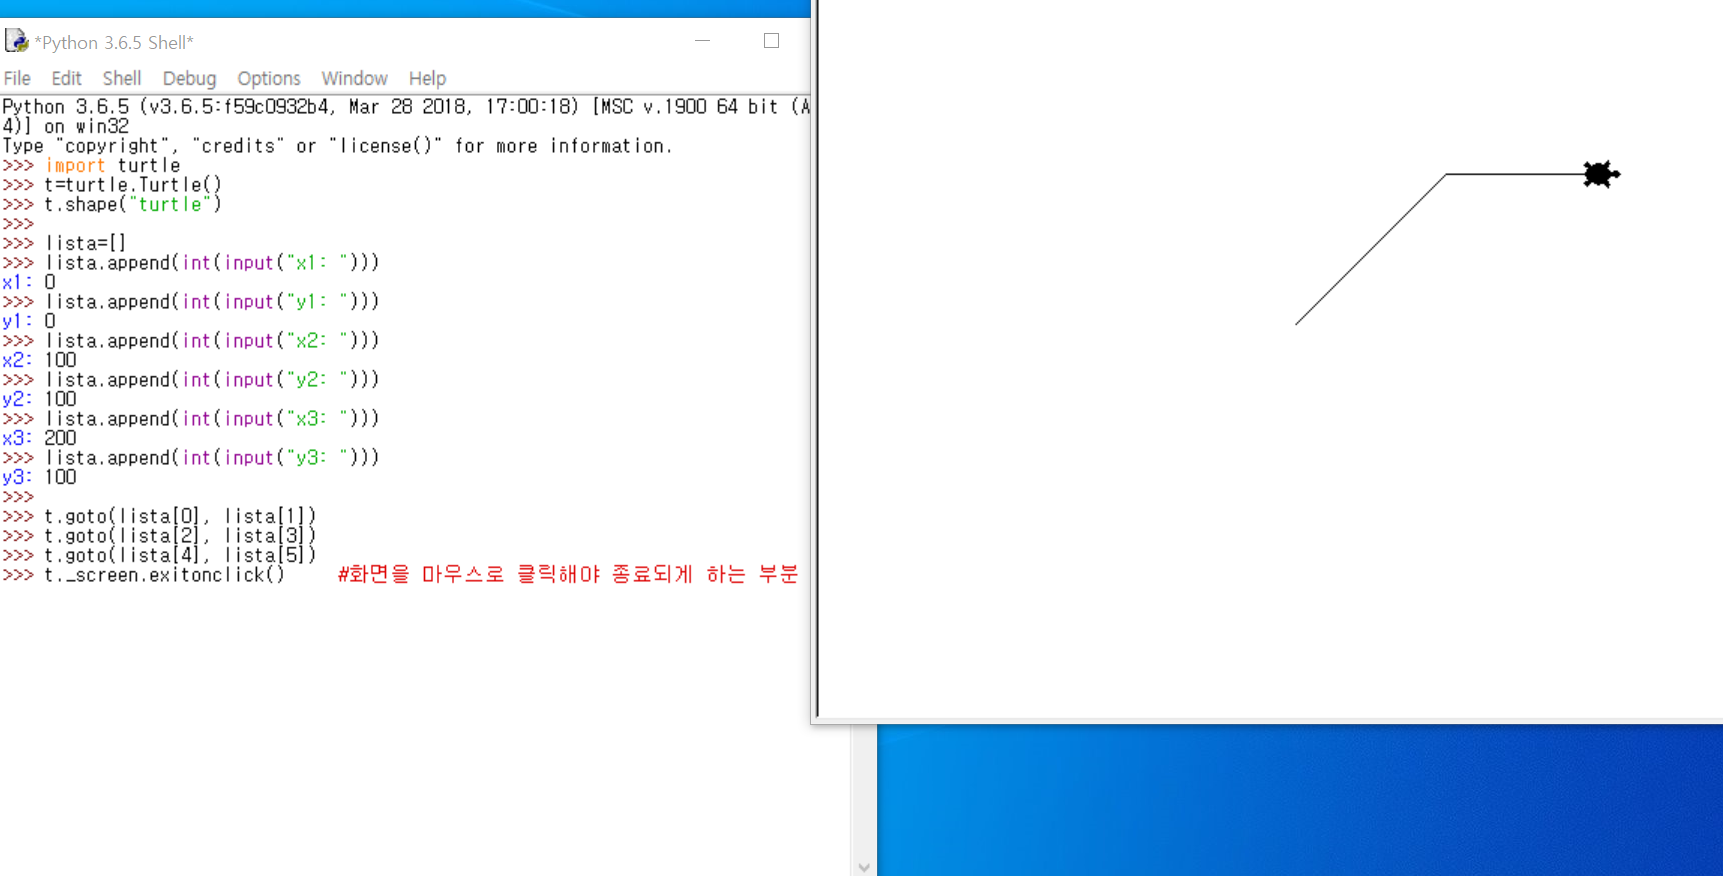 *Python 3.6.5 Shell*
File Edit Shell Debug Options Window Help
Python 3.6.5 (v3.6.5:f59c0932b4, Mar 28 2018, 17:00:18) [MSC v.1900 64 bit (A
4)] on win32
Type "copyright", "credits" or "license()" for more information.
>>> import turtle
>>> t=turtle.Turtle()
>>> t.shape("turtle")
>>>
>>> lista=[]
>>> lista.append(int(input("x1: ")))
x1: 0
>>> lista.append(int(input("y1: ")))
y1: 0
>>> lista.append(int(input("x2: ")))
x2: 100
>>> lista.append(int(input("y2: ")))
y2: 100
>>> lista.append(int(input("x3: ")))
x3: 200
>>> lista.append(int(input("y3: ")))
y3: 100
>>>
>>> t.goto(lista[0], lista[1])
>>> t.goto(lista[2], lista[3])
>>> t.goto(lista[4], lista[5])
>>> t._screen.exitonclick() #화면을 마우스로 클릭해야 종료되게 하는 부분